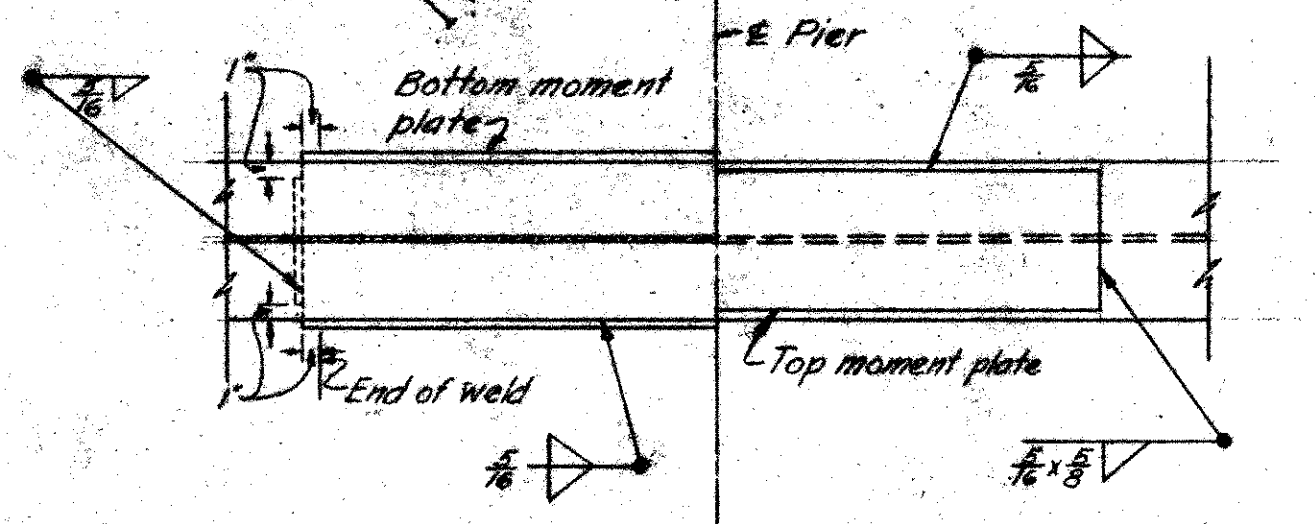 ℄ Pier
1"
5/16
Bottom moment
plate
5/16
1"
End of weld
Top moment plate
5/16
5/16 x 5/8